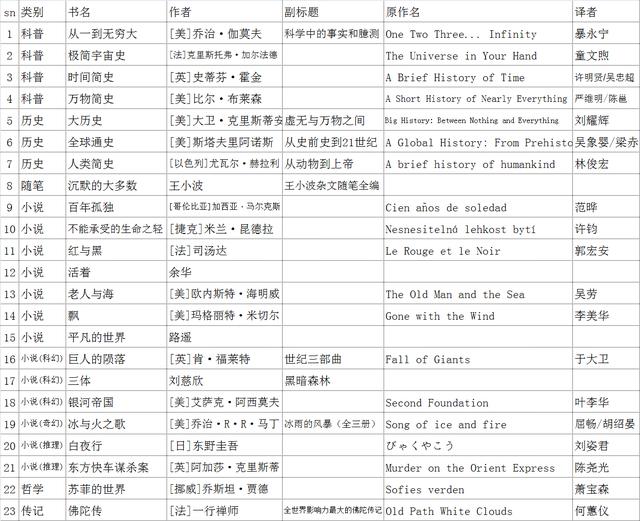 sn 类别 书名 作者 副标题 原作名 译者
1 科普 从一到无穷大 [美]乔治·伽莫夫 科学中的事实和臆测 One Two Three... Infinity 暴永宁
2 科普 极简宇宙史 [法]克里斯托弗·加尔法德 The Universe in Your Hand 童文煦
3 科普 时间简史 [英]史蒂芬·霍金 A Brief History of Time 许明贤/吴忠超
4 科普 万物简史 [美]比尔·布莱森 A Short History of Nearly Everything 严维明/陈邕
5 历史 大历史 [美]大卫·克里斯蒂安 虚无与万物之间 Big History: Between Nothing and Everything 刘耀辉
6 历史 全球通史 [美]斯塔夫里阿诺斯 从史前史到21世纪 A Global History: From Prehisto 吴象婴/梁赤
7 历史 人类简史 [以色列]尤瓦尔·赫拉利 从动物到上帝 A brief history of humankind 林俊宏
8 随笔 沉默的大多数 王小波 王小波杂文随笔全编
9 小说 百年孤独 [哥伦比亚]加西亚·马尔克斯 Cien años de soledad 范晔
10 小说 不能承受的生命之轻 [捷克]米兰·昆德拉 Nesnesitelná lehkost bytí 许钧
11 小说 红与黑 [法]司汤达 Le Rouge et le Noir 郭宏安
12 小说 活着 余华
13 小说 老人与海 [美]欧内斯特·海明威 The Old Man and the Sea 吴劳
14 小说 飘 [美]玛格丽特·米切尔 Gone with the Wind 李美华
15 小说 平凡的世界 路遥
16 小说(科幻) 巨人的陨落 [英]肯·福莱特 世纪三部曲 Fall of Giants 于大卫
17 小说(科幻) 三体 刘慈欣 黑暗森林
18 小说(科幻) 银河帝国 [美]艾萨克·阿西莫夫 Second Foundation 叶李华
19 小说(奇幻) 冰与火之歌 [美]乔治·R·R·马丁 冰雨的风暴（全三册） Song of ice and fire 屈畅/胡绍晏
20 小说(推理) 白夜行 [日]东野圭吾 びゃくやこう 刘姿君
21 小说(推理) 东方快车谋杀案 [英]阿加莎·克里斯蒂 Murder on the Orient Express 陈尧光
22 哲学 苏菲的世界 [挪威]乔斯坦·贾德 Sofies verden 萧宝森
23 传记 佛陀传 [法]一行禅师 全世界影响力最大的佛陀传记 Old Path White Clouds 何蕙仪